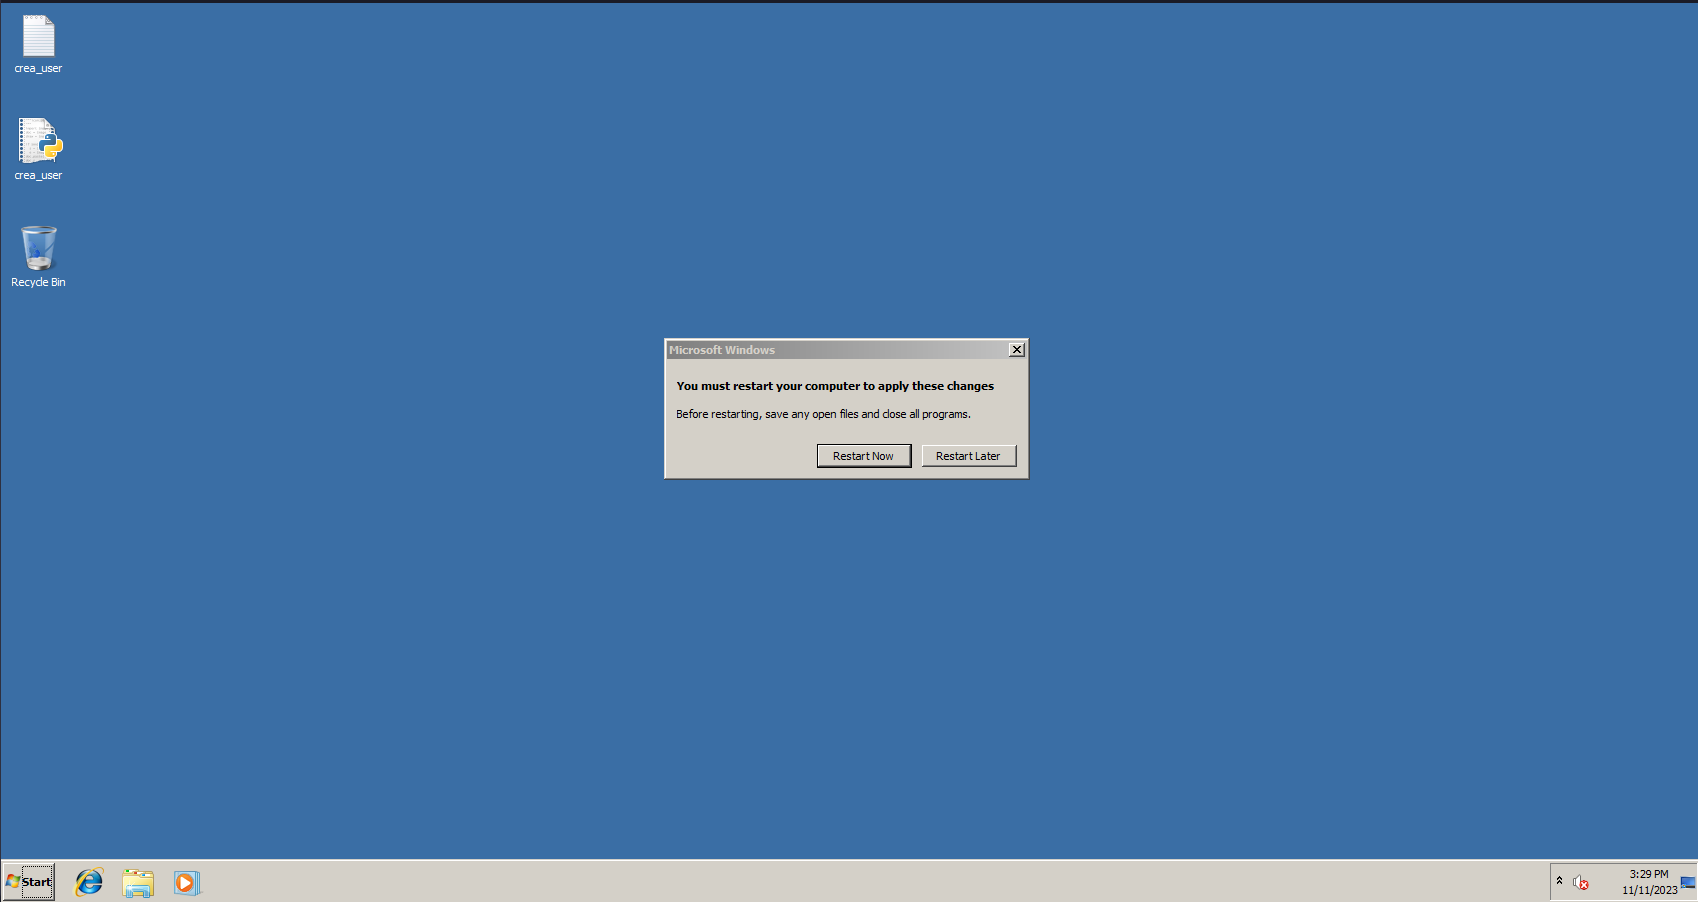 crea_user
crea_user
Recycle Bin
Microsoft Windows
You must restart your computer to apply these changes
Before restarting, save any open files and close all programs.
Restart Now
Restart Later
Start
3:29 PM
11/11/2023